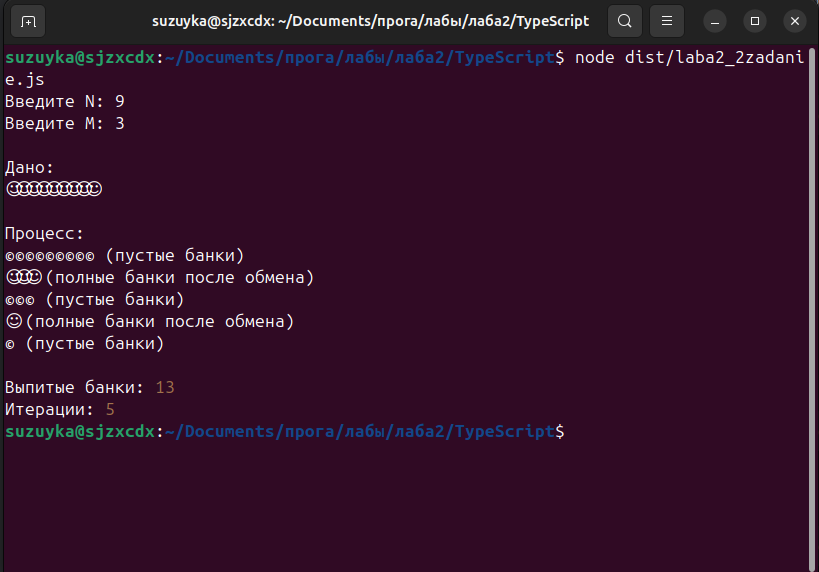 suzuyka@sjzxcdx: ~/Documents/прога/лабы/лаба2/TypeScript
suzuyka@sjzxcdx:~/Documents/прога/лабы/лаба2/TypeScript$ node dist/laba2_2zadani
e.js
Введите N: 9
Введите M: 3
Дано:
☺☺☺☺☺☺☺☺☺
Процесс:
©©©©©©©©© (пустые банки)
☺☺☺ (полные банки после обмена)
©©© (пустые банки)
☺ (полные банки после обмена)
© (пустые банки)
Выпитые банки: 13
Итерации: 5
suzuyka@sjzxcdx:~/Documents/прога/лабы/лаба2/TypeScript$